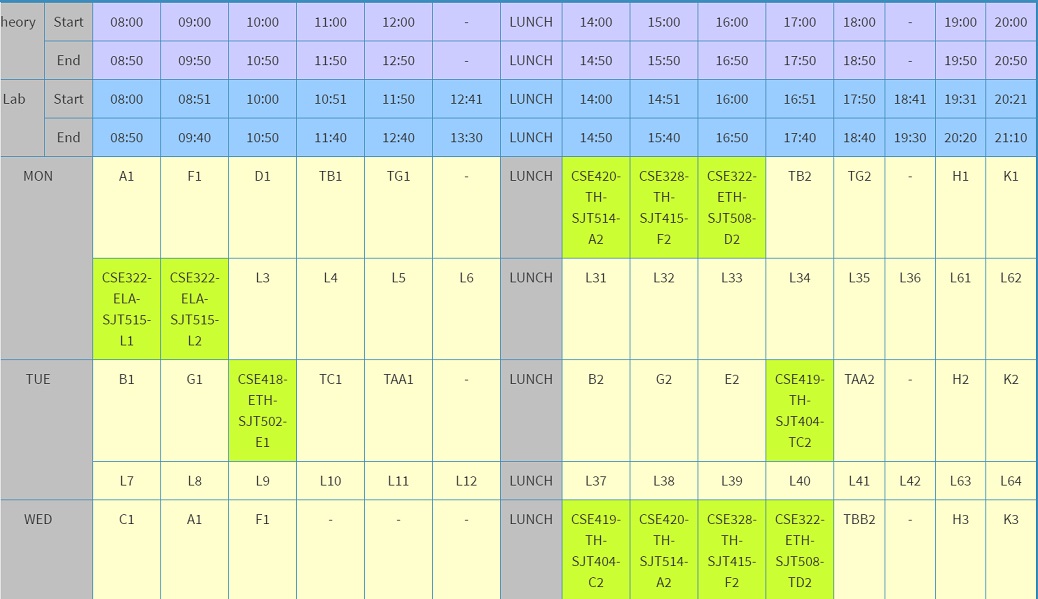 heory Start 08:00 09:00 10:00 11:00 12:00 - LUNCH 14:00 15:00 16:00 17:00 18:00 - 19:00 20:00
End 08:50 09:50 10:50 11:50 12:50 - LUNCH 14:50 15:50 16:50 17:50 18:50 - 19:50 20:50
Lab Start 08:00 08:51 10:00 10:51 11:50 12:41 LUNCH 14:00 14:51 16:00 16:51 17:50 18:41 19:31 20:21
End 08:50 09:40 10:50 11:40 12:40 13:30 LUNCH 14:50 15:40 16:50 17:40 18:40 19:30 20:20 21:10
MON A1 F1 D1 TB1 TG1 - LUNCH CSE420- CSE328- CSE322- TB2 TG2 - H1 K1
TH- TH- ETH-
SJT514- SJT415- SJT508-
A2 F2 D2
CSE322- CSE322- L3 L4 L5 L6 LUNCH L31 L32 L33 L34 L35 L36 L61 L62
ELA- ELA-
SJT515- SJT515-
L1 L2
TUE B1 G1 CSE418- TC1 TAA1 - LUNCH B2 G2 E2 CSE419- TAA2 - H2 K2
ETH- TH-
SJT502- SJT404-
E1 TC2
L7 L8 L9 L10 L11 L12 LUNCH L37 L38 L39 L40 L41 L42 L63 L64
WED C1 A1 F1 - - - LUNCH CSE419- CSE420- CSE328- CSE322- TBB2 - H3 K3
TH- TH- TH- ETH-
SJT404- SJT514- SJT415- SJT508-
C2 A2 F2 TD2